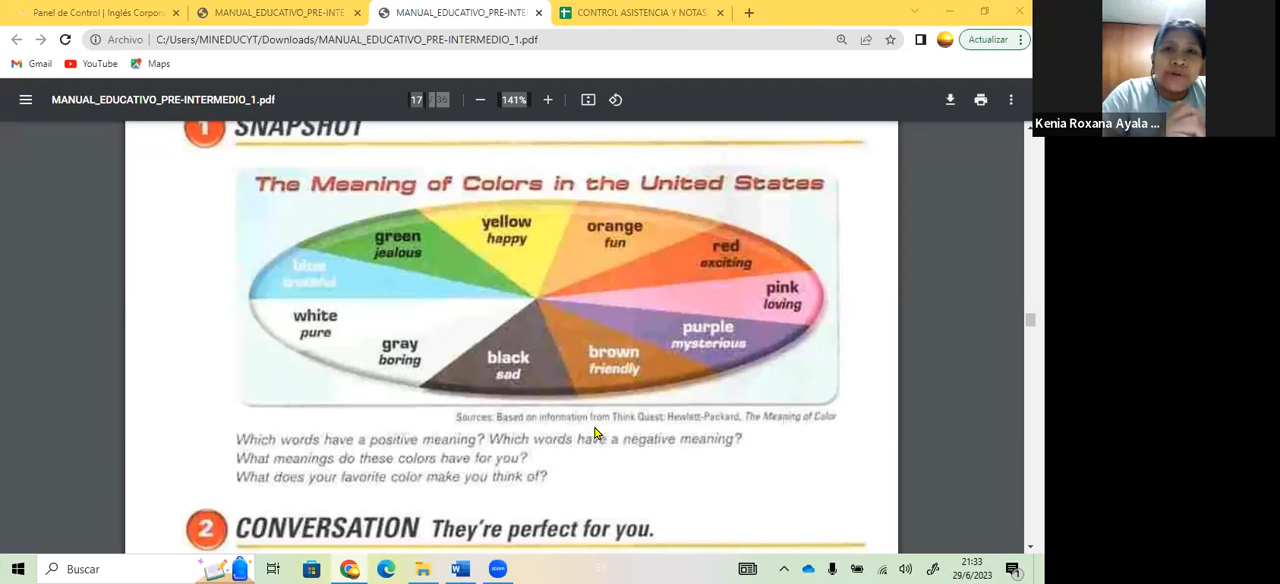 Panel de Control | Inglés Corpora
MANUAL_EDUCATIVO_PRE-INTE
MANUAL_EDUCATIVO_PRE-INTE
CONTROL ASISTENCIA Y NOTAS
Archivo
C:/Users/MINEDUCYT/Downloads/MANUAL_EDUCATIVO_PRE-INTERMEDIO_1.pdf
Actualizar
Gmail
YouTube
Maps
MANUAL_EDUCATIVO_PRE-INTERMEDIO_1.pdf
17 / 36
141%
Kenia Roxana Ayala ...
1 SNAPSHOT
The Meaning of Colors in the United States
yellow
happy
orange
fun
green
jealous
red
exciting
blue
pink
loving
white
pure
purple
mysterious
gray
boring
black
sad
brown
friendly
Sources: Based on information from Think Quest; Hewlett-Packard, The Meaning of Color
Which words have a positive meaning? Which words have a negative meaning?
What meanings do these colors have for you?
What does your favorite color make you think of?
2 CONVERSATION They're perfect for you.
Buscar
21:33
29/6/2023